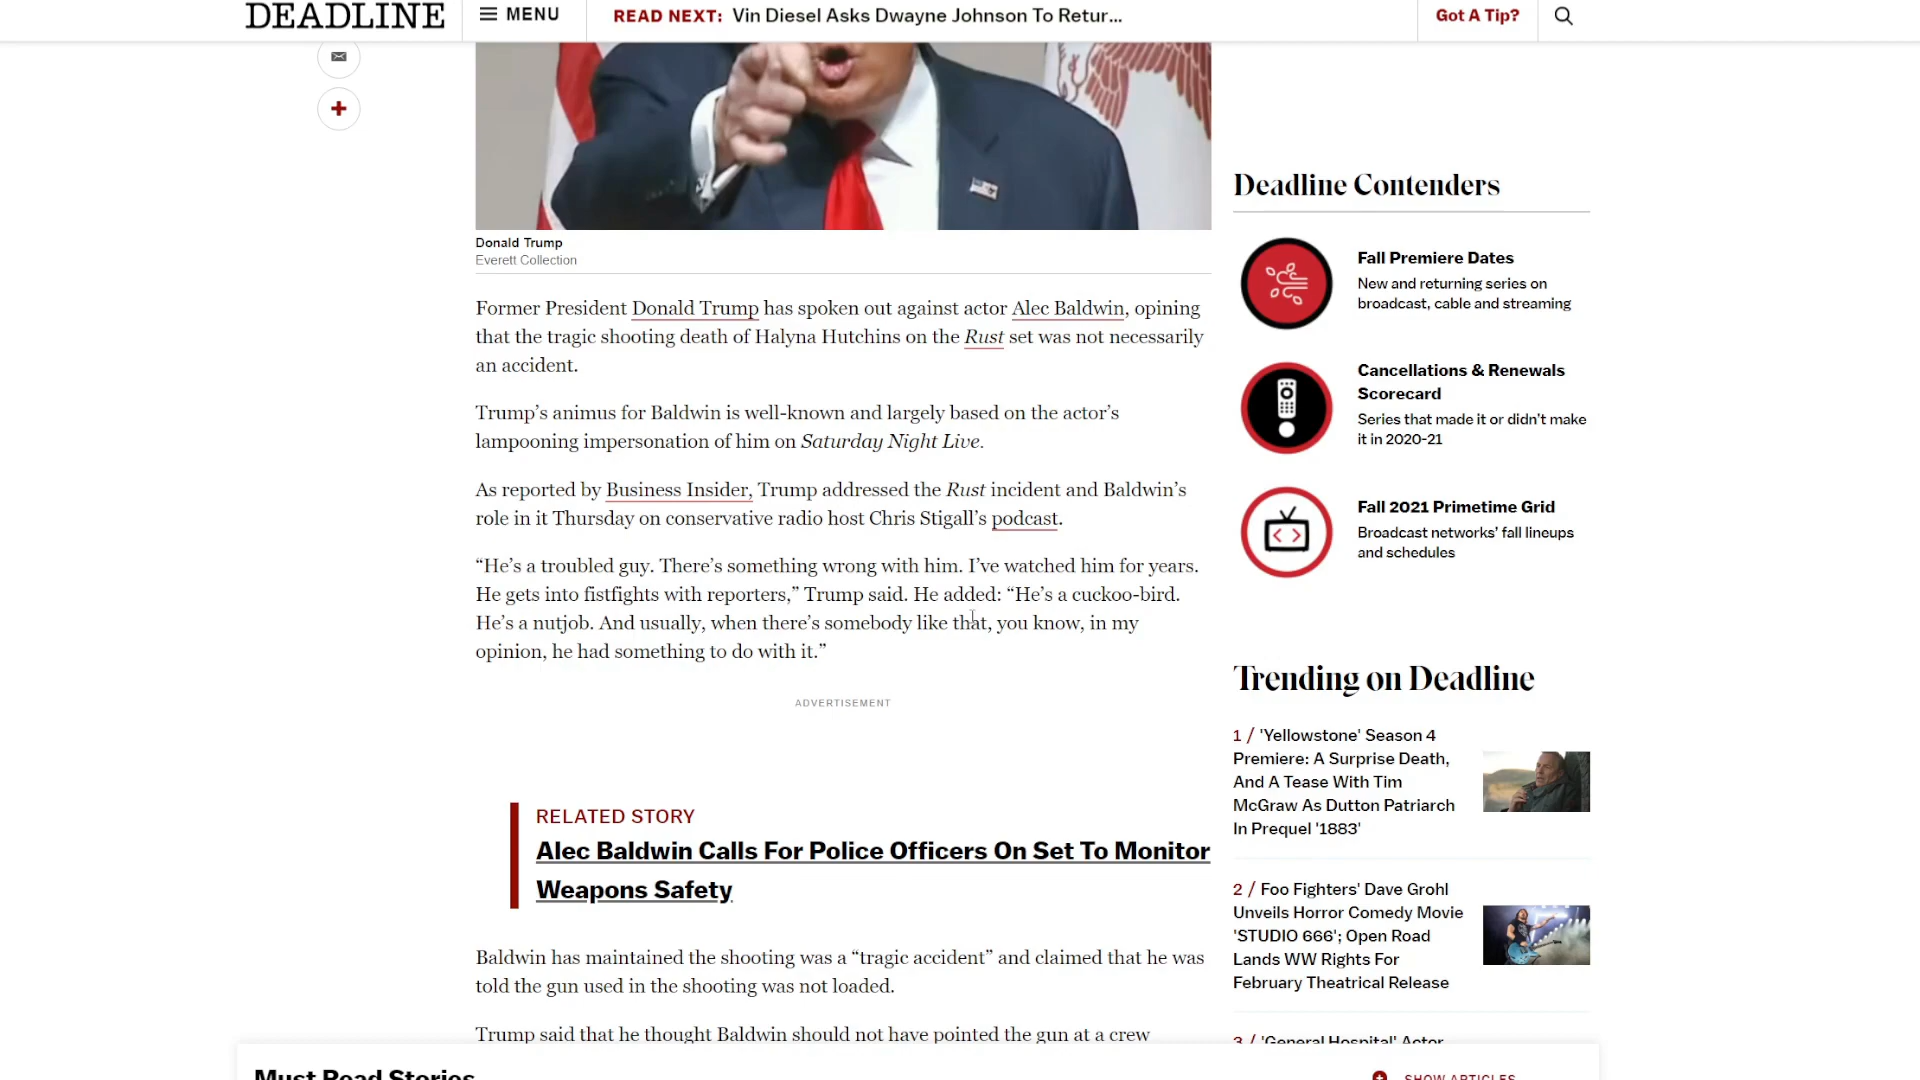 DEADLINE
MENU
READ NEXT: Vin Diesel Asks Dwayne Johnson To Retur...
Got A Tip?
Donald Trump
Everett Collection
Former President Donald Trump has spoken out against actor Alec Baldwin, opining
that the tragic shooting death of Halyna Hutchins on the Rust set was not necessarily
an accident.
Trump’s animus for Baldwin is well-known and largely based on the actor’s
lampooning impersonation of him on Saturday Night Live.
As reported by Business Insider, Trump addressed the Rust incident and Baldwin’s
role in it Thursday on conservative radio host Chris Stigall’s podcast.
“He’s a troubled guy. There’s something wrong with him. I’ve watched him for years.
He gets into fistfights with reporters,” Trump said. He added: “He’s a cuckoo-bird.
He’s a nutjob. And usually, when there’s somebody like that, you know, in my
opinion, he had something to do with it.”
ADVERTISEMENT
RELATED STORY
Alec Baldwin Calls For Police Officers On Set To Monitor
Weapons Safety
Baldwin has maintained the shooting was a “tragic accident” and claimed that he was
told the gun used in the shooting was not loaded.
Trump said that he thought Baldwin should not have pointed the gun at a crew
Deadline Contenders
Fall Premiere Dates
New and returning series on
broadcast, cable and streaming
Cancellations & Renewals
Scorecard
Series that made it or didn’t make
it in 2020-21
Fall 2021 Primetime Grid
Broadcast networks’ fall lineups
and schedules
Trending on Deadline
1 / 'Yellowstone' Season 4
Premiere: A Surprise Death,
And A Tease With Tim
McGraw As Dutton Patriarch
In Prequel '1883'
2 / Foo Fighters' Dave Grohl
Unveils Horror Comedy Movie
'STUDIO 666'; Open Road
Lands WW Rights For
February Theatrical Release
3 / 'General Hospital' Actor
Must Read Stories
SHOW ARTICLES